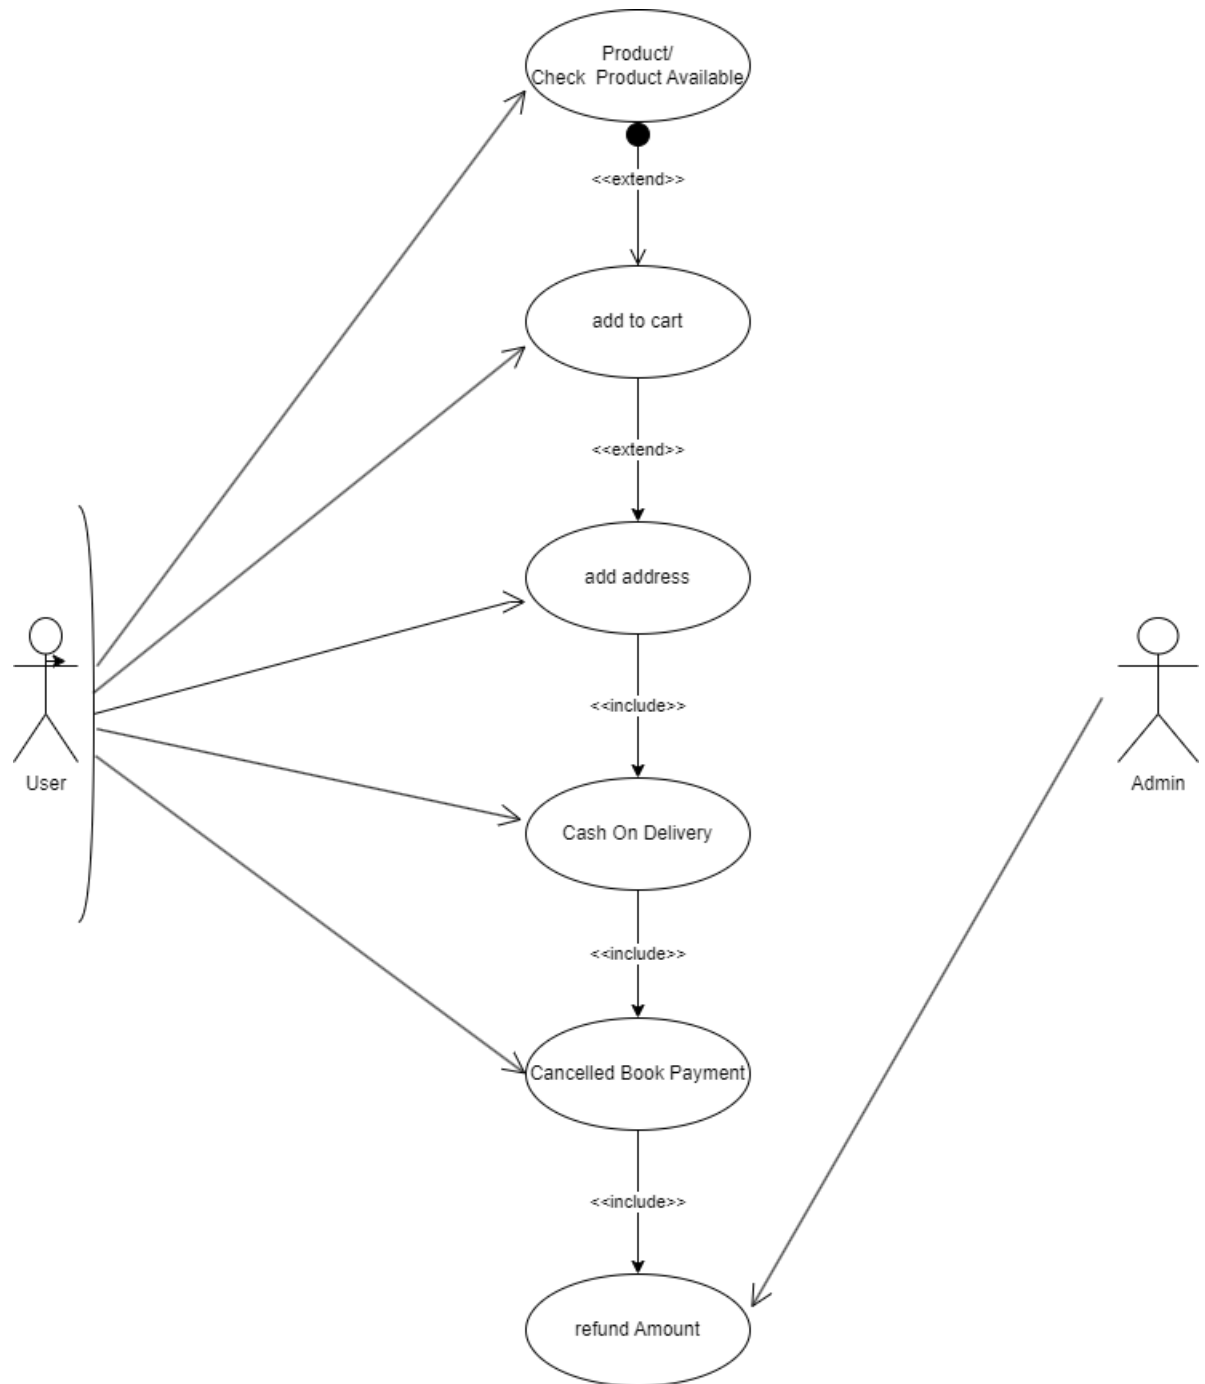 Product/
Check  Product Available
<<extend>>
add to cart
<<extend>>
add address
<<include>>
User
Admin
Cash On Delivery
<<include>>
Cancelled Book Payment
<<include>>
refund Amount